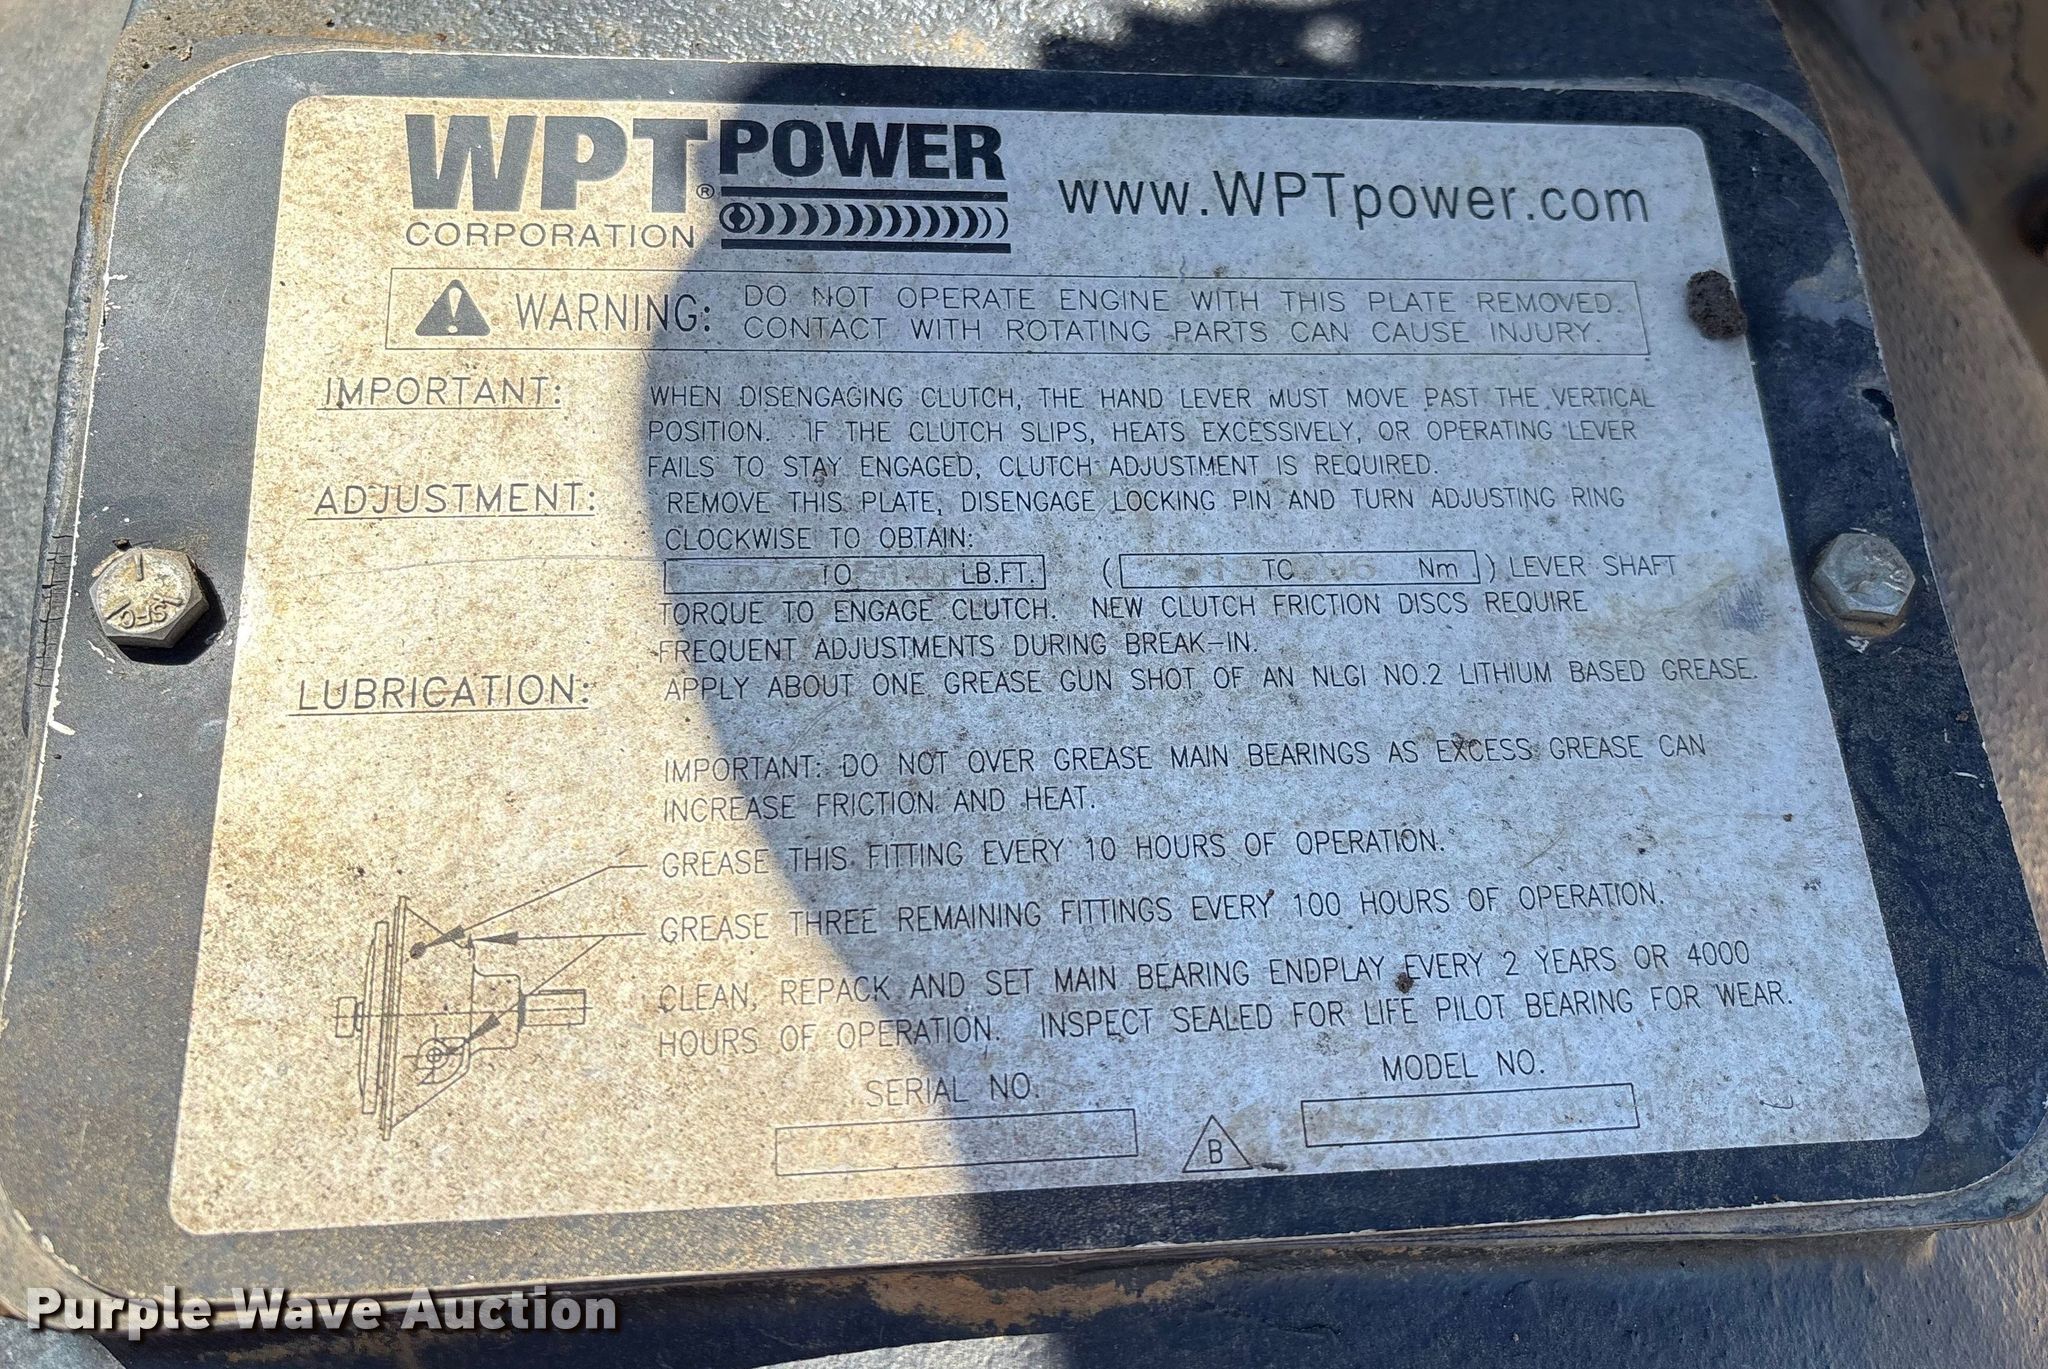 WPT POWER
®
CORPORATION
www.WPTpower.com
WARNING: DO NOT OPERATE ENGINE WITH THIS PLATE REMOVED.
CONTACT WITH ROTATING PARTS CAN CAUSE INJURY.
IMPORTANT: WHEN DISENGAGING CLUTCH, THE HAND LEVER MUST MOVE PAST THE VERTICAL
POSITION. IF THE CLUTCH SLIPS, HEATS EXCESSIVELY, OR OPERATING LEVER
FAILS TO STAY ENGAGED, CLUTCH ADJUSTMENT IS REQUIRED.
ADJUSTMENT: REMOVE THIS PLATE, DISENGAGE LOCKING PIN AND TURN ADJUSTING RING
CLOCKWISE TO OBTAIN:
TO LB.FT. ( TO Nm ) LEVER SHAFT
TORQUE TO ENGAGE CLUTCH. NEW CLUTCH FRICTION DISCS REQUIRE
FREQUENT ADJUSTMENTS DURING BREAK-IN.
LUBRICATION: APPLY ABOUT ONE GREASE GUN SHOT OF AN NLGI NO.2 LITHIUM BASED GREASE.
IMPORTANT: DO NOT OVER GREASE MAIN BEARINGS AS EXCESS GREASE CAN
INCREASE FRICTION AND HEAT.
GREASE THIS FITTING EVERY 10 HOURS OF OPERATION.
GREASE THREE REMAINING FITTINGS EVERY 100 HOURS OF OPERATION.
CLEAN, REPACK AND SET MAIN BEARING ENDPLAY EVERY 2 YEARS OR 4000
HOURS OF OPERATION. INSPECT SEALED FOR LIFE PILOT BEARING FOR WEAR.
SERIAL NO.
MODEL NO.
B
Purple Wave Auction